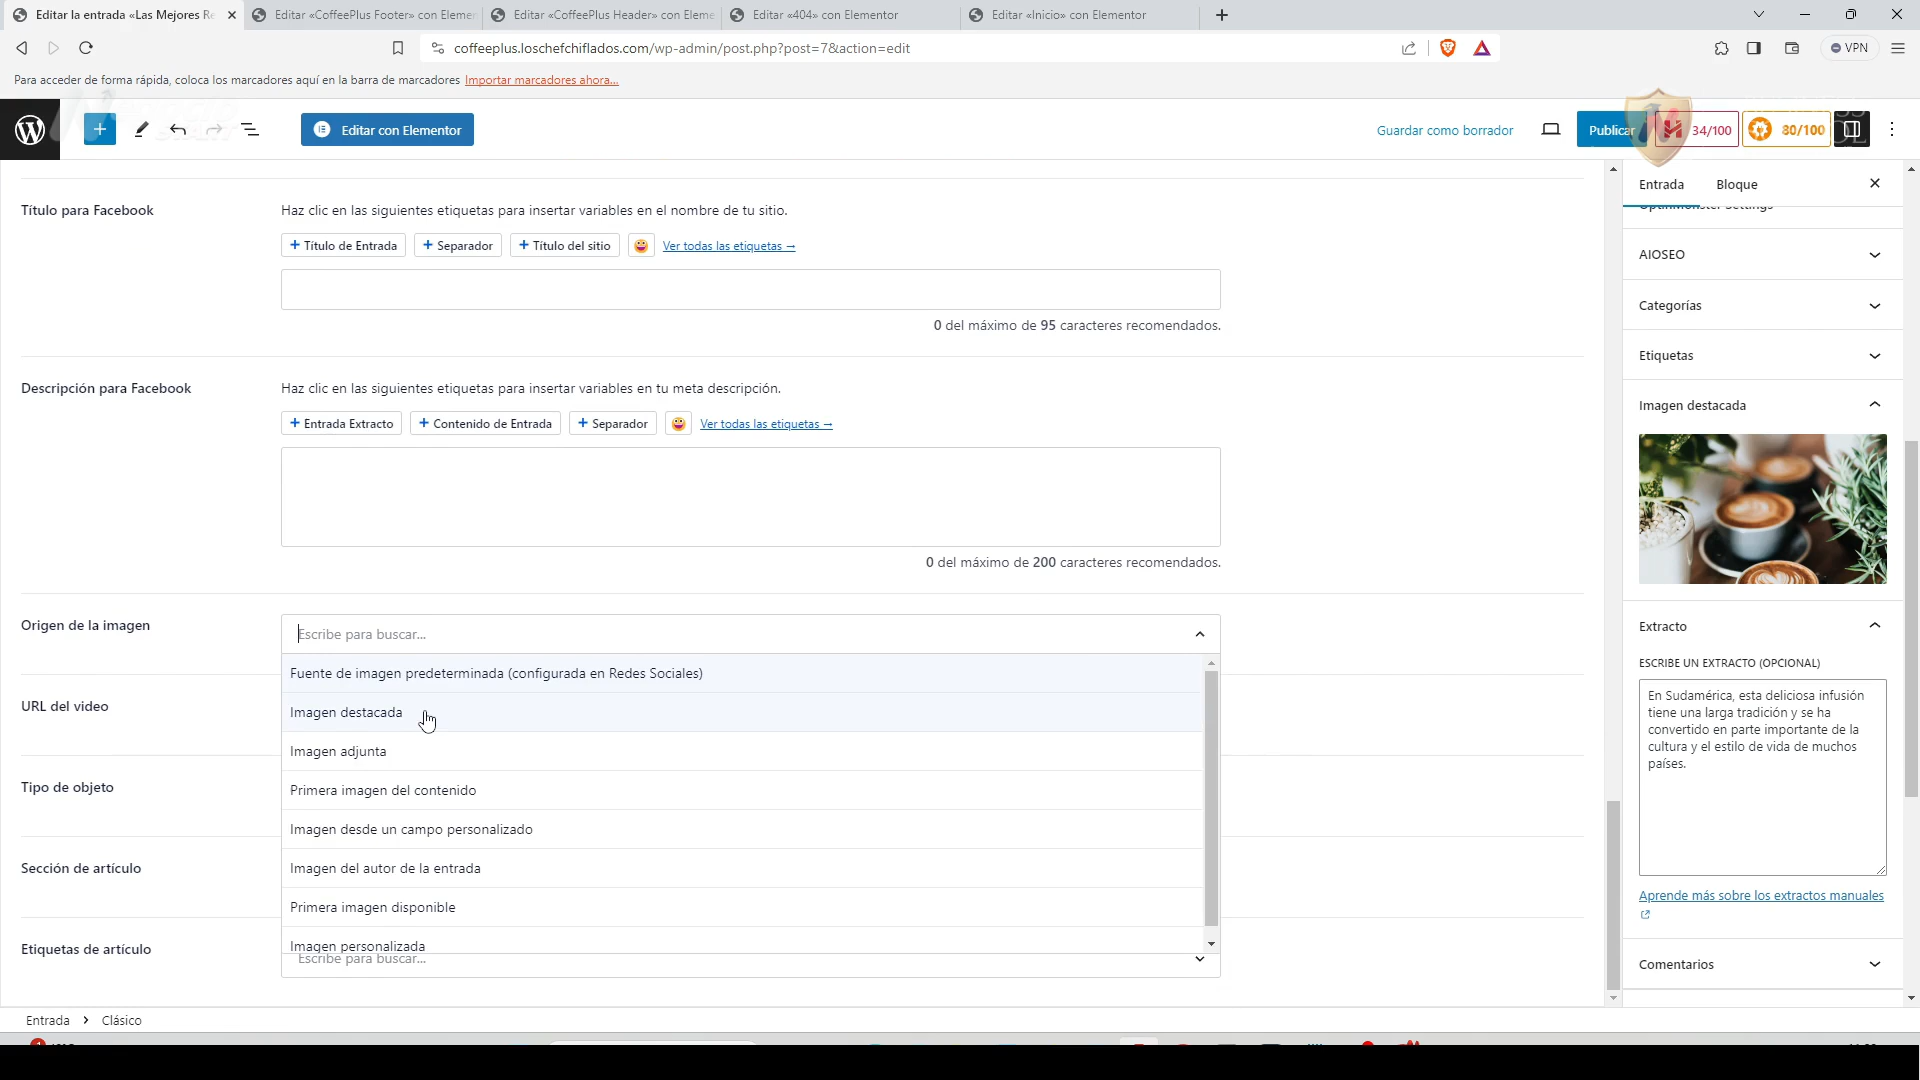 Editar la entrada «Las Mejores Re
Editar «CoffeePlus Footer» con Elemen
Editar «CoffeePlus Header» con Eleme
Editar «404» con Elementor
Editar «Inicio» con Elementor
coffeeplus.loschefchiflados.com/wp-admin/post.php?post=7&action=edit
VPN
Para acceder de forma rápida, coloca los marcadores aquí en la barra de marcadores Importar marcadores ahora...
Editar con Elementor
Guardar como borrador
Publicar
34/100
80/100
Entrada
Bloque
OptinMonster Settings
Título para Facebook
Haz clic en las siguientes etiquetas para insertar variables en el nombre de tu sitio.
+ Título de Entrada
+ Separador
+ Título del sitio
Ver todas las etiquetas →
0 del máximo de 95 caracteres recomendados.
Descripción para Facebook
Haz clic en las siguientes etiquetas para insertar variables en tu meta descripción.
+ Entrada Extracto
+ Contenido de Entrada
+ Separador
Ver todas las etiquetas →
0 del máximo de 200 caracteres recomendados.
Origen de la imagen
Escribe para buscar...
Fuente de imagen predeterminada (configurada en Redes Sociales)
Imagen destacada
Imagen adjunta
Primera imagen del contenido
Imagen desde un campo personalizado
Imagen del autor de la entrada
Primera imagen disponible
Imagen personalizada
URL del video
Tipo de objeto
Sección de artículo
Etiquetas de artículo
Escribe para buscar...
AIOSEO
Categorías
Etiquetas
Imagen destacada
Extracto
ESCRIBE UN EXTRACTO (OPCIONAL)
En Sudamérica, esta deliciosa infusión
tiene una larga tradición y se ha
convertido en parte importante de la
cultura y el estilo de vida de muchos
países.
Aprende más sobre los extractos manuales
Comentarios
Entrada › Clásico